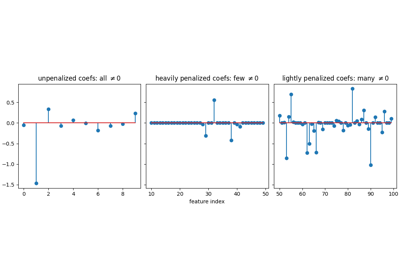 unpenalized coefs: all ≠0
heavily penalized coefs: few ≠0
lightly penalized coefs: many ≠0
0.5
0.0
−0.5
−1.0
−1.5
0 2 4 6 8
10 20 30 40 50
50 60 70 80 90 100
feature index